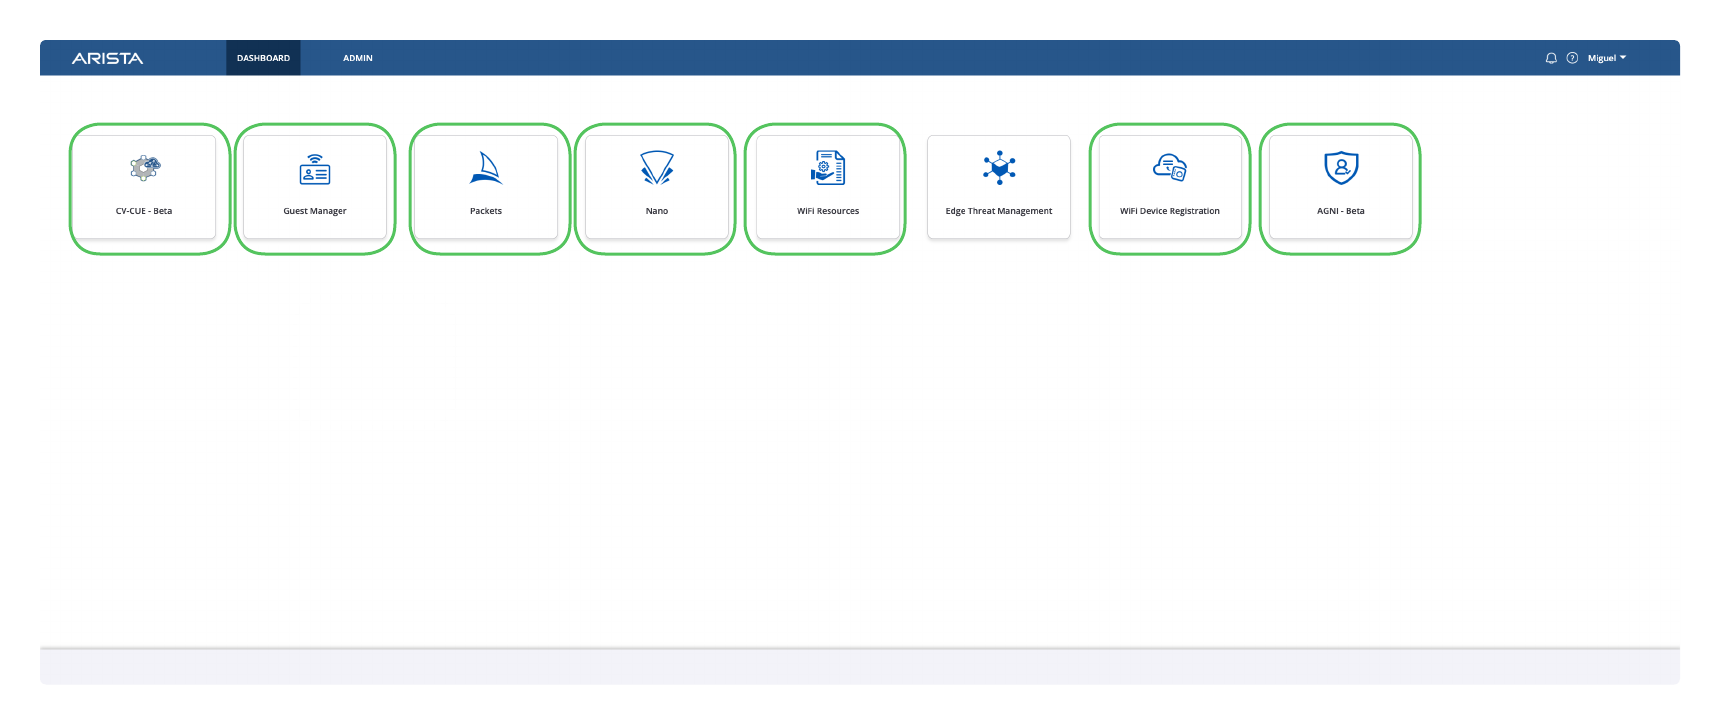 ARISTA DASHBOARD ADMIN ? Miguel
CV-CUE - Beta Guest Manager Packets Nano WiFi Resources Edge Threat Management WiFi Device Registration AGNI - Beta